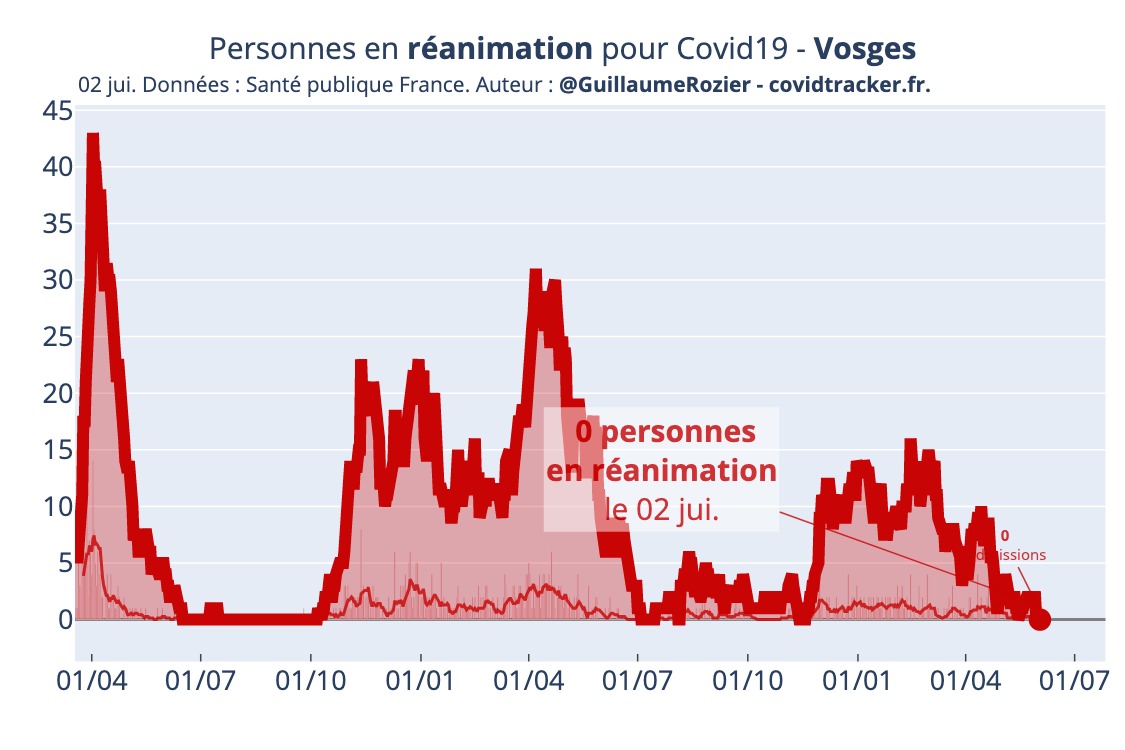 Personnes en réanimation pour Covid19 - Vosges
02 jui. Données : Santé publique France. Auteur : @GuillaumeRozier - covidtracker.fr.
45
40
35
30
25
20
15
10
5
0
0 personnes
en réanimation
le 02 jui.
0
admissions
01/04 01/07 01/10 01/01 01/04 01/07 01/10 01/01 01/04 01/07